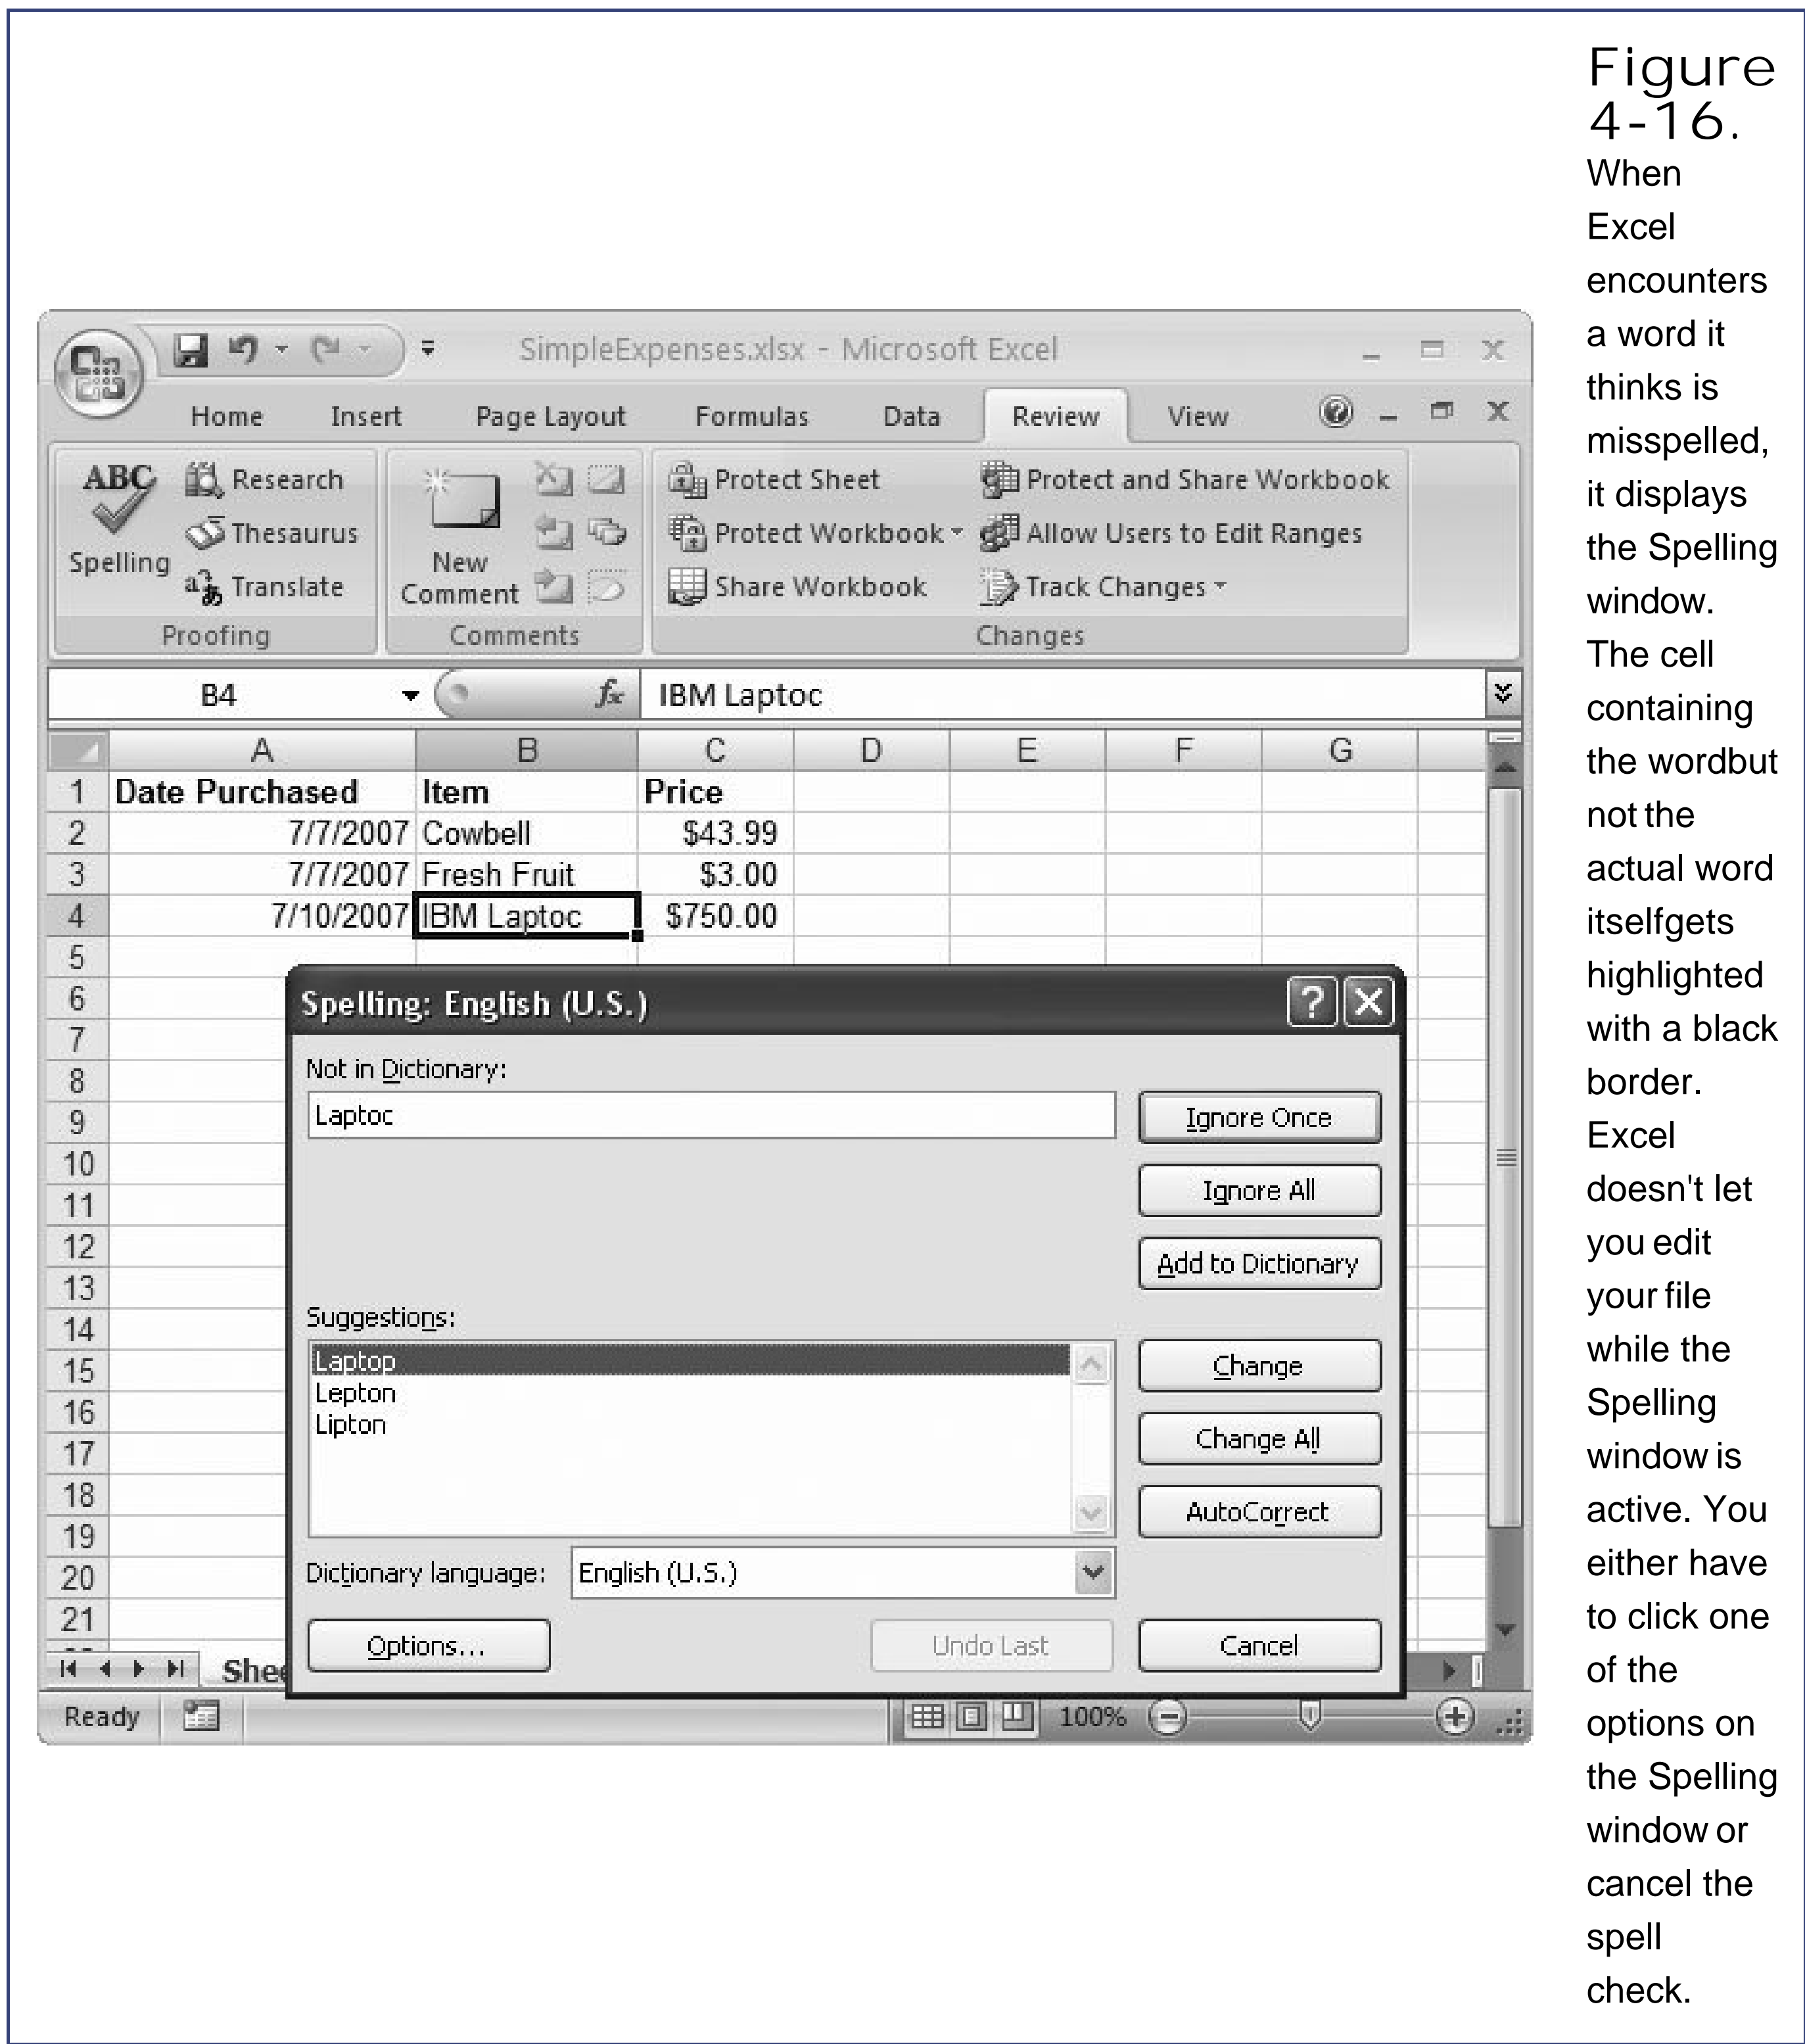 SimpleExpenses.xlsx - Microsoft Excel
Home Insert Page Layout Formulas Data Review View
ABC
Spelling
Research
Thesaurus
Translate
Proofing
New
Comment
Comments
Protect Sheet
Protect Workbook
Share Workbook
Protect and Share Workbook
Allow Users to Edit Ranges
Track Changes
Changes
B4 fx IBM Laptoc
A B C D E F G
1 Date Purchased Item Price
2 7/7/2007 Cowbell $43.99
3 7/7/2007 Fresh Fruit $3.00
4 7/10/2007 IBM Laptoc $750.00
5
6
7
8
9
10
11
12
13
14
15
16
17
18
19
20
21
Spelling: English (U.S.)
Not in Dictionary:
Laptoc
Ignore Once
Ignore All
Add to Dictionary
Suggestions:
Laptop
Lepton
Lipton
Change
Change All
AutoCorrect
Dictionary language: English (U.S.)
Options... Undo Last Cancel
Ready 100%
Figure
4-16.
When
Excel
encounters
a word it
thinks is
misspelled,
it displays
the Spelling
window.
The cell
containing
the wordbut
not the
actual word
itselfgets
highlighted
with a black
border.
Excel
doesn't let
you edit
your file
while the
Spelling
window is
active. You
either have
to click one
of the
options on
the Spelling
window or
cancel the
spell
check.